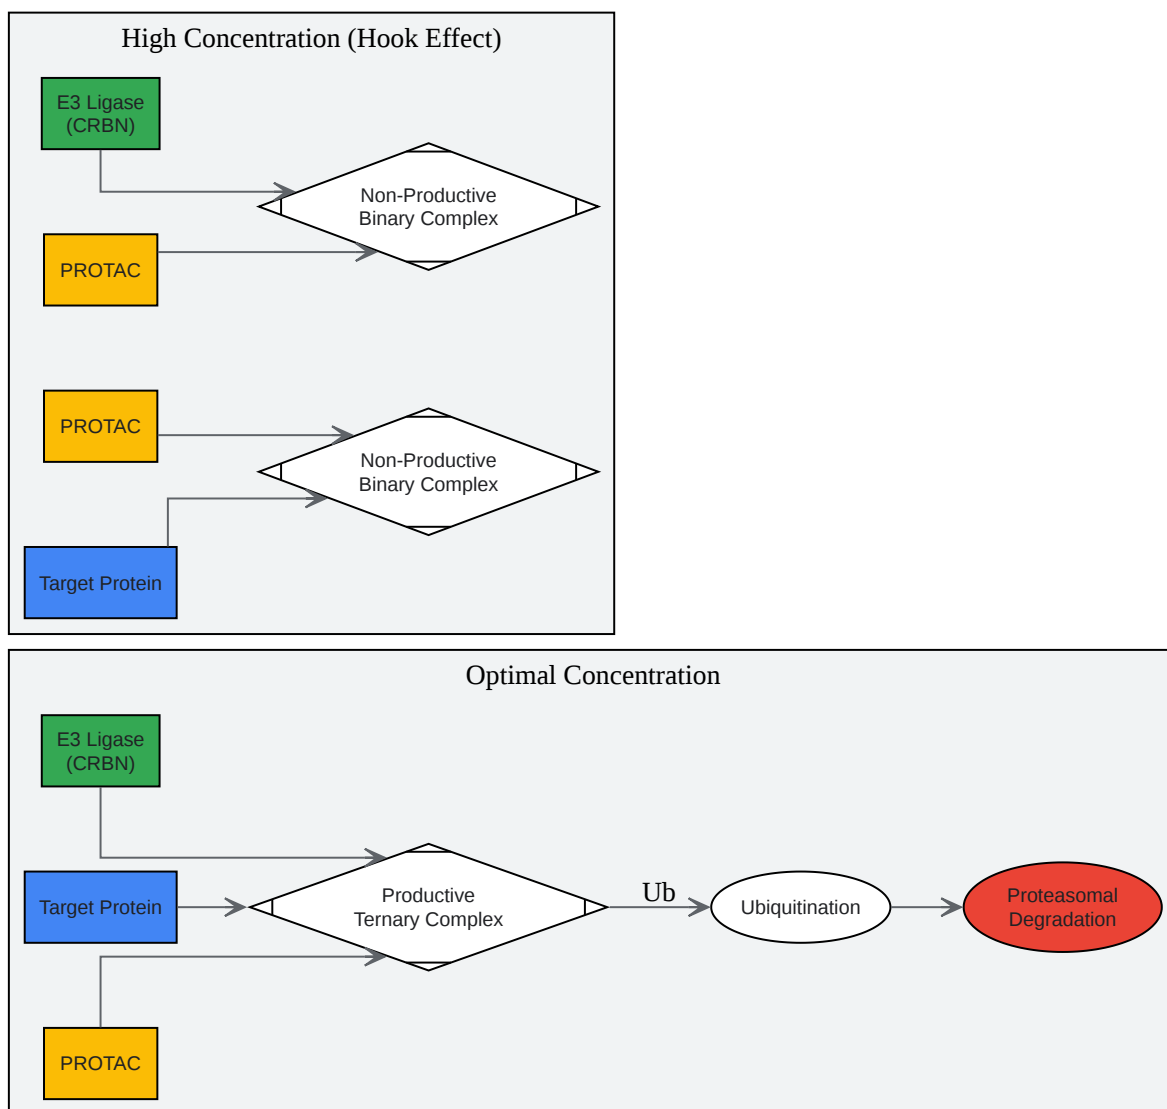 High Concentration (Hook Effect)
E3 Ligase
(CRBN)
Non-Productive
Binary Complex
PROTAC
PROTAC
Non-Productive
Binary Complex
Target Protein
Optimal Concentration
E3 Ligase
(CRBN)
Target Protein
Productive
Ternary Complex
Ub
Ubiquitination
Proteasomal
Degradation
PROTAC